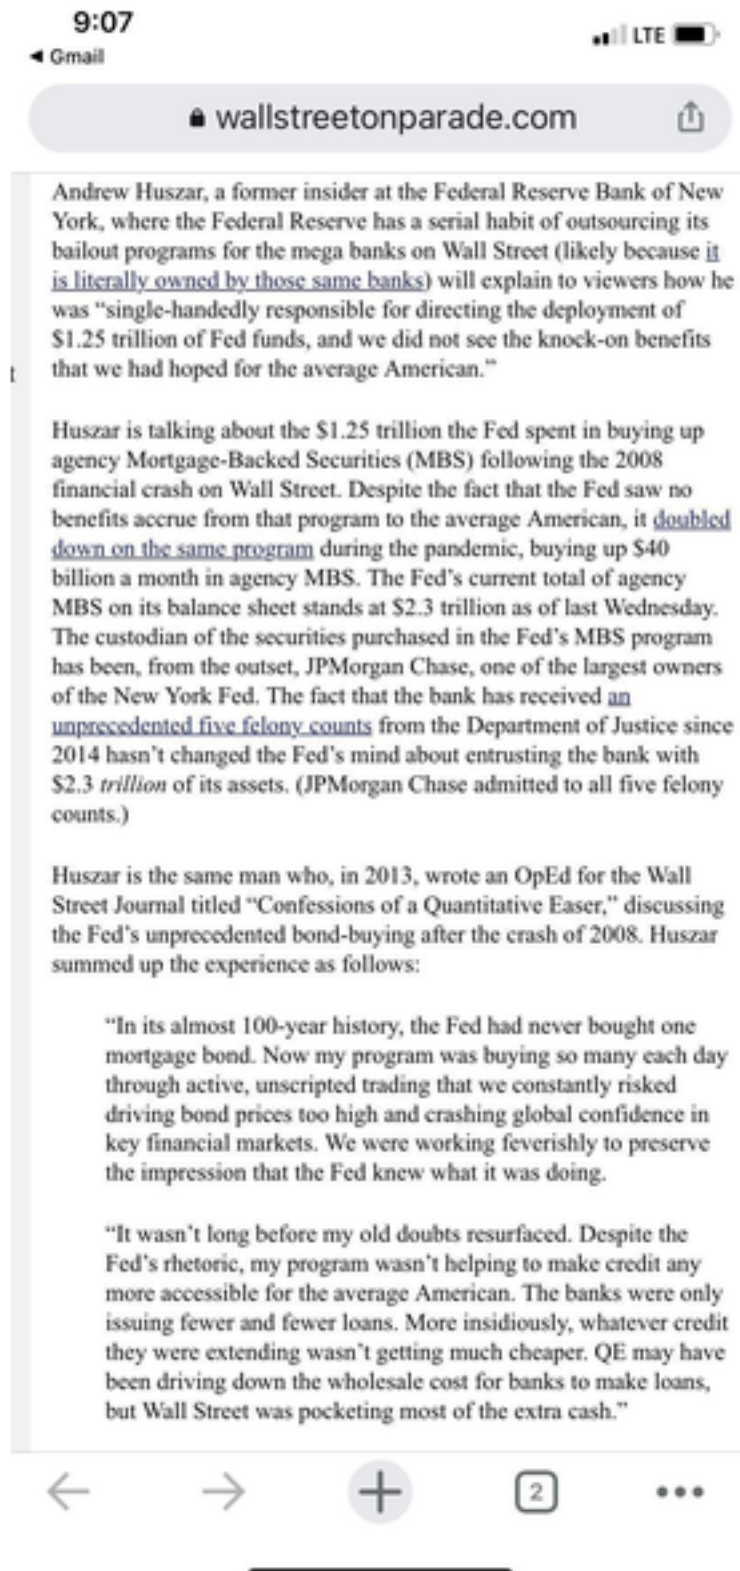 9:07
LTE
◀ Gmail
wallstreetonparade.com
Andrew Huszar, a former insider at the Federal Reserve Bank of New
York, where the Federal Reserve has a serial habit of outsourcing its
bailout programs for the mega banks on Wall Street (likely because it
is literally owned by those same banks) will explain to viewers how he
was “single-handedly responsible for directing the deployment of
$1.25 trillion of Fed funds, and we did not see the knock-on benefits
that we had hoped for the average American.”
t
Huszar is talking about the $1.25 trillion the Fed spent in buying up
agency Mortgage-Backed Securities (MBS) following the 2008
financial crash on Wall Street. Despite the fact that the Fed saw no
benefits accrue from that program to the average American, it doubled
down on the same program during the pandemic, buying up $40
billion a month in agency MBS. The Fed’s current total of agency
MBS on its balance sheet stands at $2.3 trillion as of last Wednesday.
The custodian of the securities purchased in the Fed’s MBS program
has been, from the outset, JPMorgan Chase, one of the largest owners
of the New York Fed. The fact that the bank has received an
unprecedented five felony counts from the Department of Justice since
2014 hasn’t changed the Fed’s mind about entrusting the bank with
$2.3 trillion of its assets. (JPMorgan Chase admitted to all five felony
counts.)
Huszar is the same man who, in 2013, wrote an OpEd for the Wall
Street Journal titled “Confessions of a Quantitative Easer,” discussing
the Fed’s unprecedented bond-buying after the crash of 2008. Huszar
summed up the experience as follows:
“In its almost 100-year history, the Fed had never bought one
mortgage bond. Now my program was buying so many each day
through active, unscripted trading that we constantly risked
driving bond prices too high and crashing global confidence in
key financial markets. We were working feverishly to preserve
the impression that the Fed knew what it was doing.
“It wasn’t long before my old doubts resurfaced. Despite the
Fed’s rhetoric, my program wasn’t helping to make credit any
more accessible for the average American. The banks were only
issuing fewer and fewer loans. More insidiously, whatever credit
they were extending wasn’t getting much cheaper. QE may have
been driving down the wholesale cost for banks to make loans,
but Wall Street was pocketing most of the extra cash.”
2